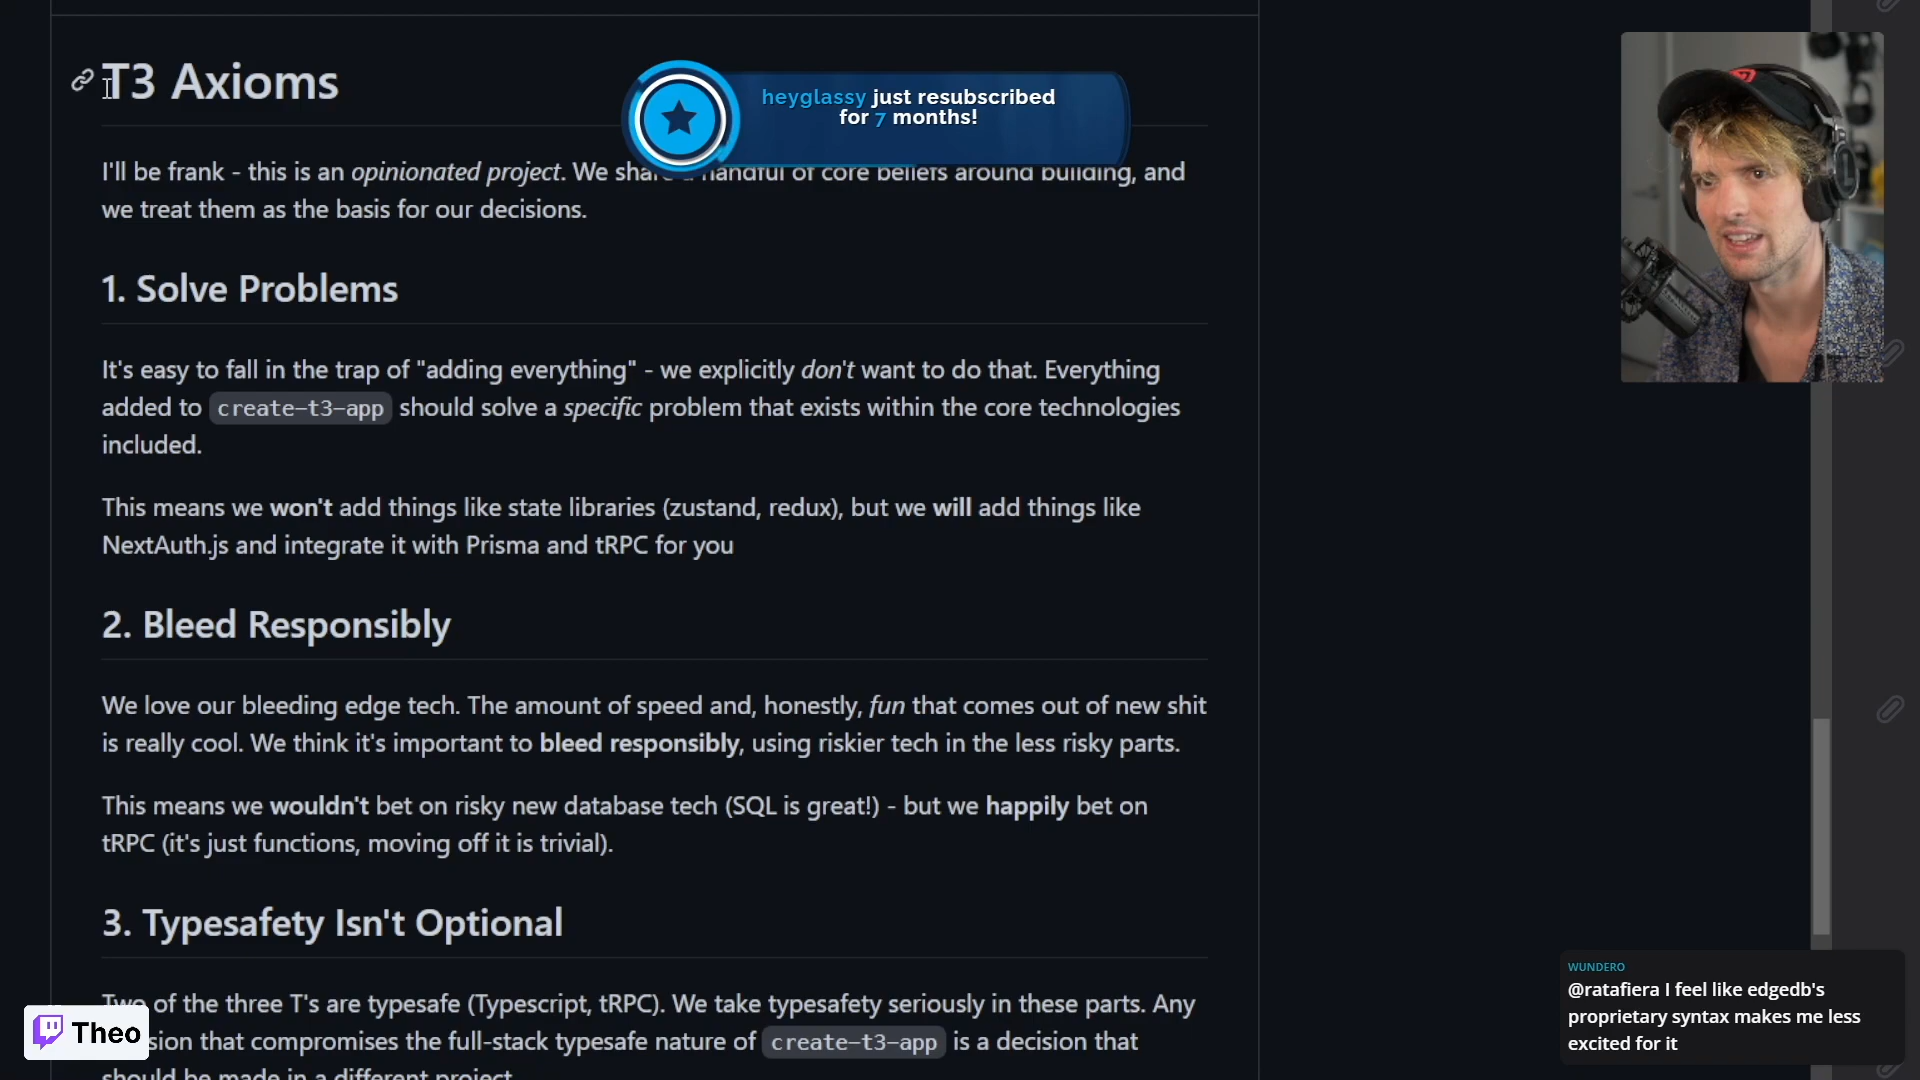 T3 Axioms
heyglassy just resubscribed
for 7 months!
I'll be frank - this is an opinionated project. We share a handful of core beliefs around building, and
we treat them as the basis for our decisions.
1. Solve Problems
It's easy to fall in the trap of "adding everything" - we explicitly don't want to do that. Everything
added to create-t3-app should solve a specific problem that exists within the core technologies
included.
This means we won't add things like state libraries (zustand, redux), but we will add things like
NextAuth.js and integrate it with Prisma and tRPC for you
2. Bleed Responsibly
We love our bleeding edge tech. The amount of speed and, honestly, fun that comes out of new shit
is really cool. We think it's important to bleed responsibly, using riskier tech in the less risky parts.
This means we wouldn't bet on risky new database tech (SQL is great!) - but we happily bet on
tRPC (it's just functions, moving off it is trivial).
3. Typesafety Isn't Optional
Two of the three T's are typesafe (Typescript, tRPC). We take typesafety seriously in these parts. Any
sion that compromises the full-stack typesafe nature of create-t3-app is a decision that
should be made in a different project.
Theo
WUNDERO
@ratafiera I feel like edgedb's
proprietary syntax makes me less
excited for it